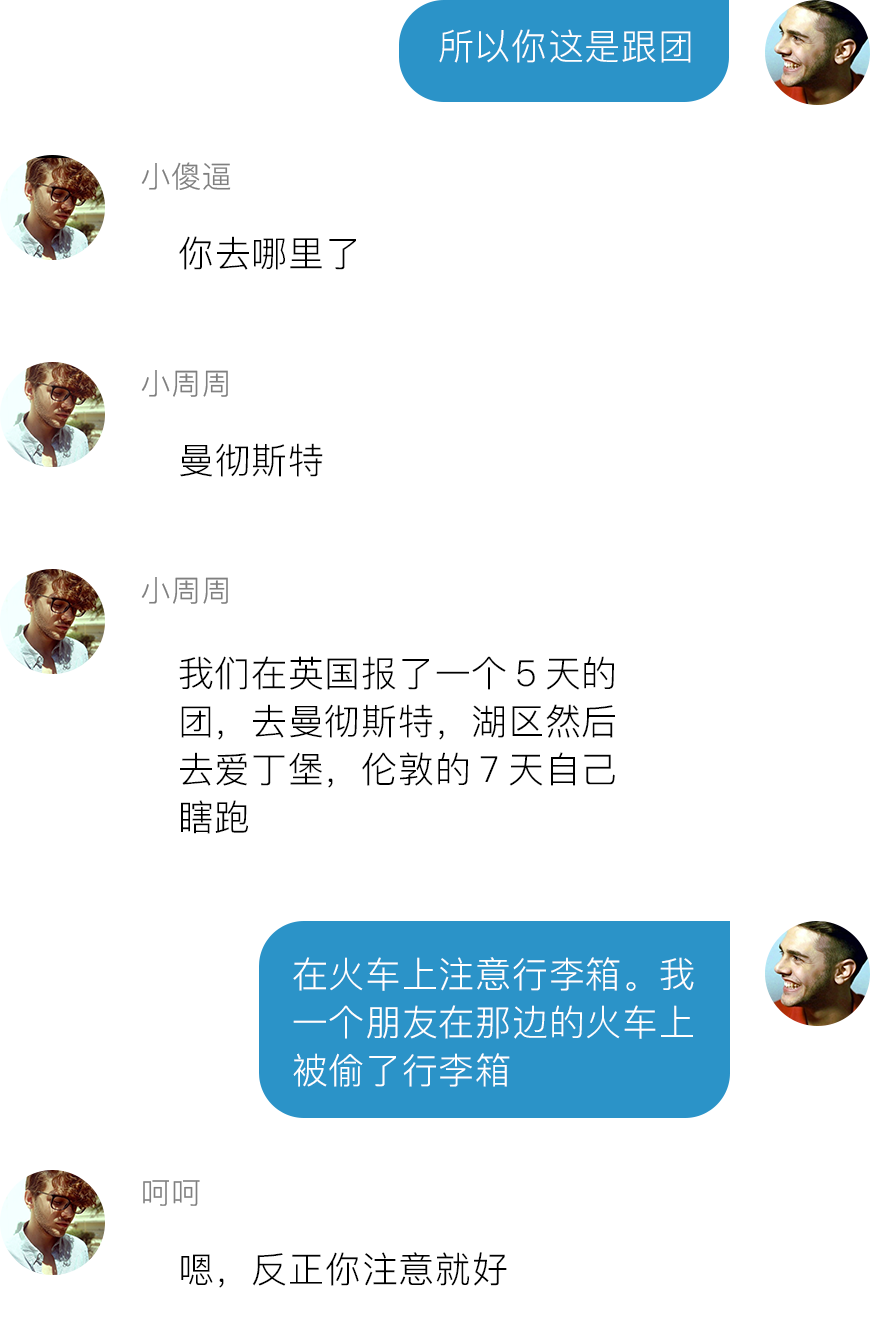 所以你这是跟团
小傻逼
你去哪里了
小周周
曼彻斯特
小周周
我们在英国报了一个5天的
团，去曼彻斯特，湖区然后
去爱丁堡，伦敦的7天自己
瞎跑
在火车上注意行李箱。我
一个朋友在那边的火车上
被偷了行李箱
呵呵
嗯，反正你注意就好